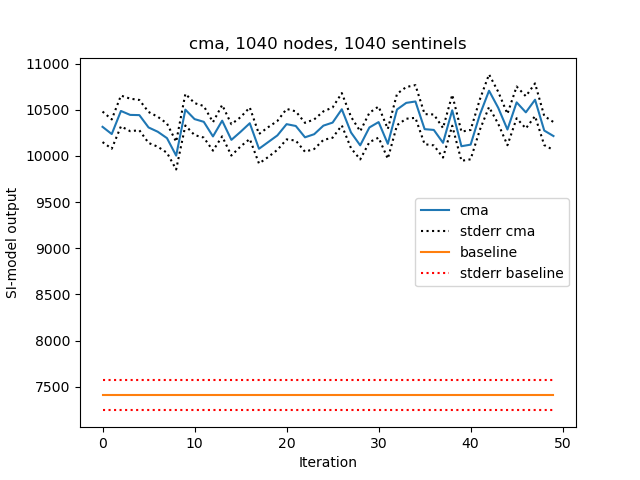 cma, 1040 nodes, 1040 sentinels
SI-model output
11000
10500
10000
9500
9000
8500
8000
7500
cma
stderr cma
baseline
stderr baseline
0 10 20 30 40 50
Iteration